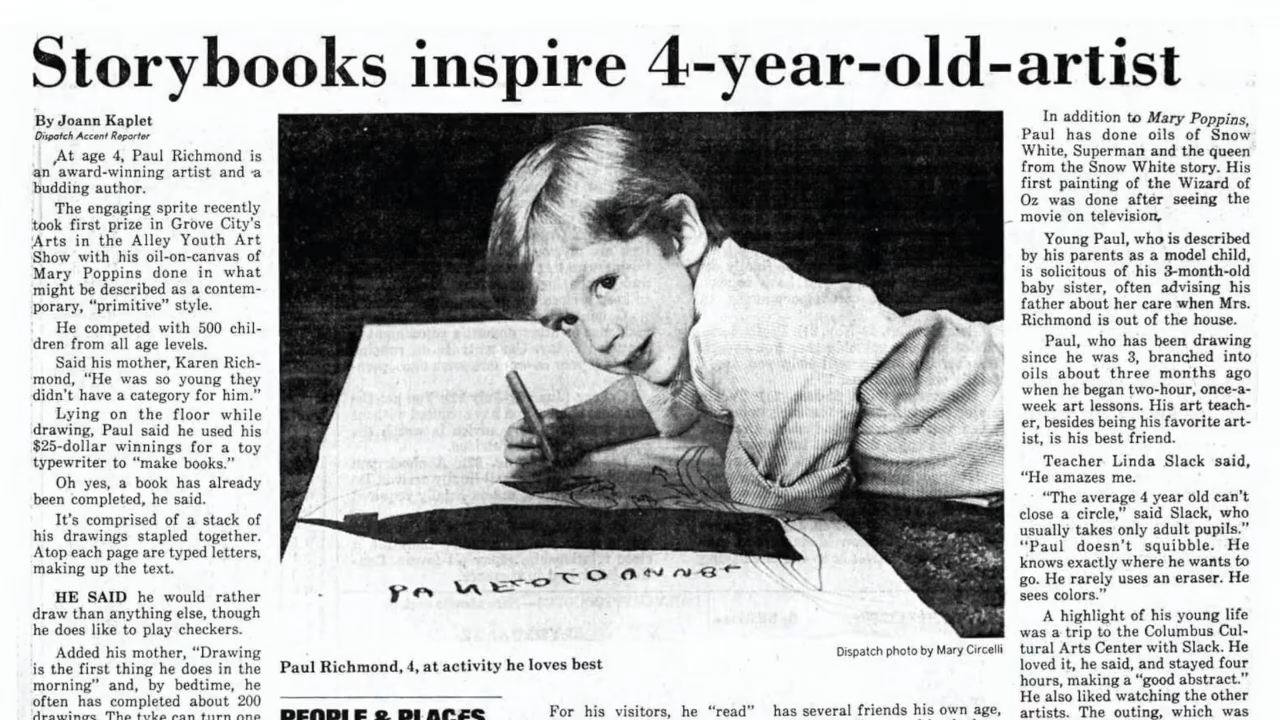 Storybooks inspire 4-year-old-artist
By Joann Kaplet
Dispatch Accent Reporter
At age 4, Paul Richmond is
an award-winning artist and a
budding author.
The engaging sprite recently
took first prize in Grove City's
Arts in the Alley Youth Art
Show with his oil-on-canvas of
Mary Poppins done in what
might be described as a contem-
porary, "primitive" style.
He competed with 500 chil-
dren from all age levels.
Said his mother, Karen Rich-
mond, "He was so young they
didn't have a category for him."
Lying on the floor while
drawing, Paul said he used his
$25-dollar winnings for a toy
typewriter to "make books."
Oh yes, a book has already
been completed, he said.
It's comprised of a stack of
his drawings stapled together.
Atop each page are typed letters,
making up the text.
HE SAID he would rather
draw than anything else, though
he does like to play checkers.
Added his mother, "Drawing
is the first thing he does in the
morning" and, by bedtime, he
often has completed about 200
drawings. The tyke can turn one
Dispatch photo by Mary Circelli
Paul Richmond, 4, at activity he loves best
PEOPLE & PLACES
For his visitors, he "read"
has several friends his own age,
In addition to Mary Poppins,
Paul has done oils of Snow
White, Superman and the queen
from the Snow White story. His
first painting of the Wizard of
Oz was done after seeing the
movie on television.
Young Paul, who is described
by his parents as a model child,
is solicitous of his 3-month-old
baby sister, often advising his
father about her care when Mrs.
Richmond is out of the house.
Paul, who has been drawing
since he was 3, branched into
oils about three months ago
when he began two-hour, once-a-
week art lessons. His art teach-
er, besides being his favorite art-
ist, is his best friend.
Teacher Linda Slack said,
"He amazes me.
"The average 4 year old can't
close a circle," said Slack, who
usually takes only adult pupils."
"Paul doesn't squibble. He
knows exactly where he wants to
go. He rarely uses an eraser. He
sees colors."
A highlight of his young life
was a trip to the Columbus Cul-
tural Arts Center with Slack. He
loved it, he said, and stayed four
hours, making a "good abstract."
He also liked watching the other
artists. The outing, which was